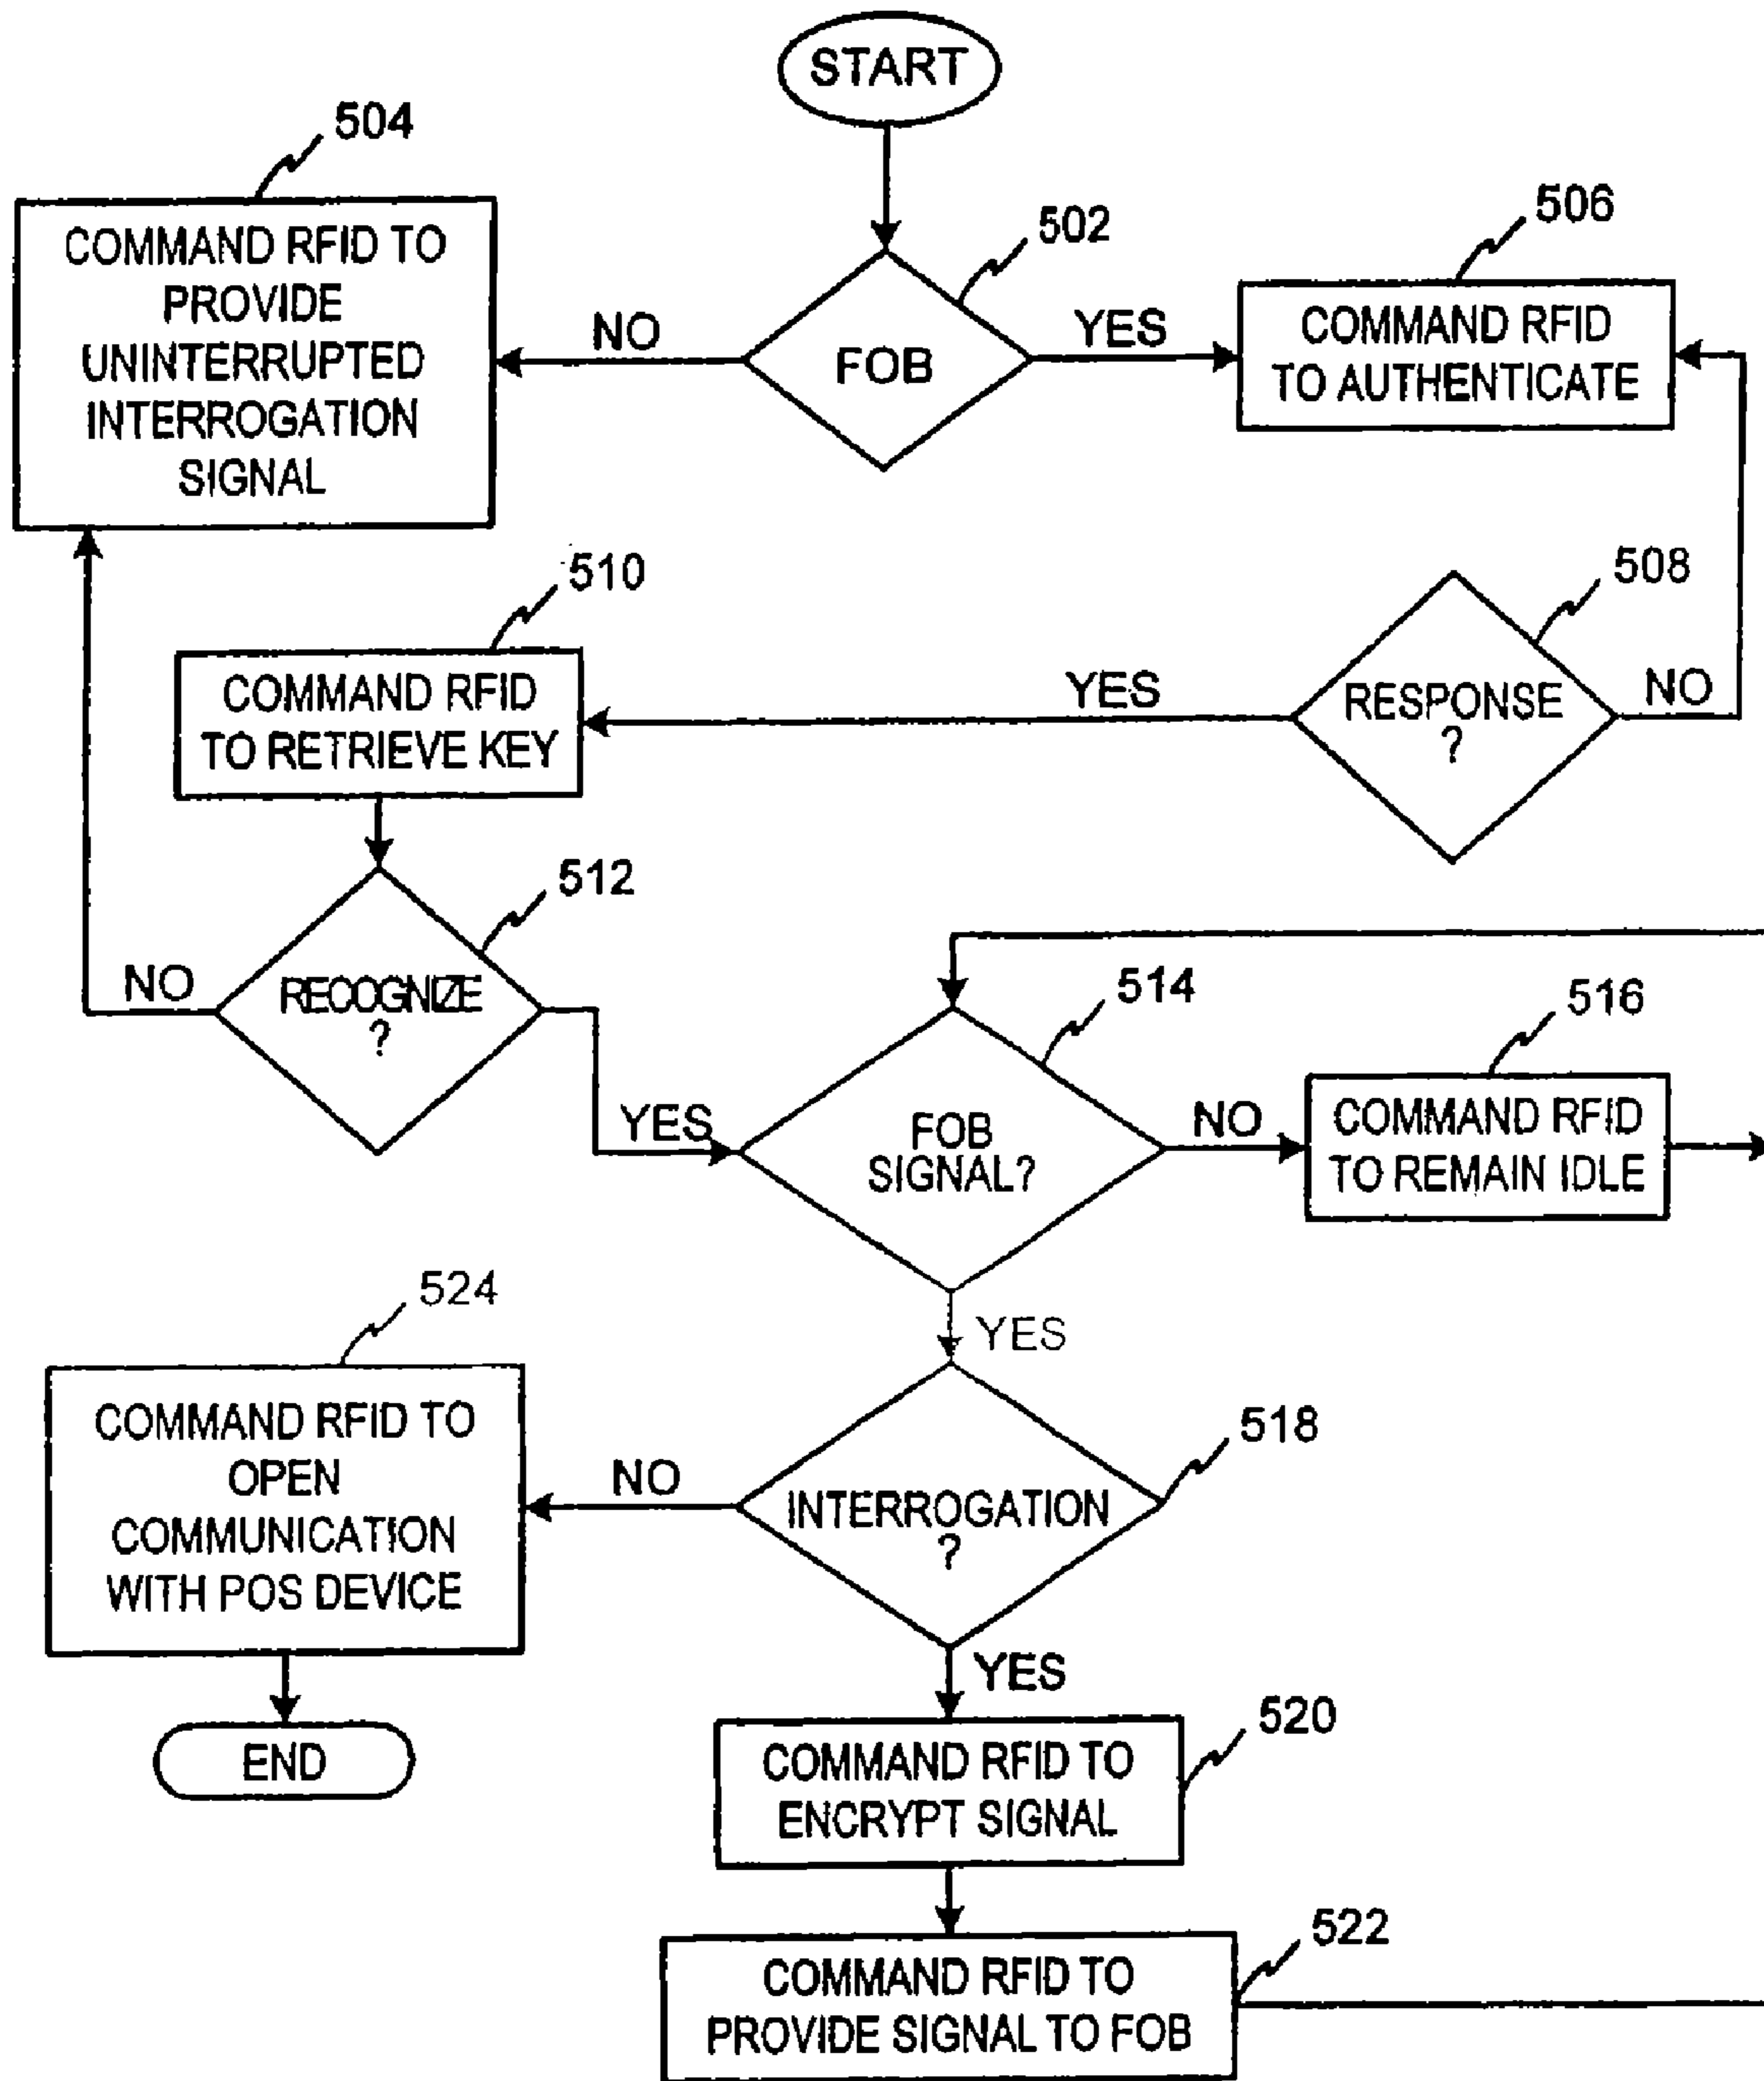 START
504
COMMAND RFID TO
PROVIDE
UNINTERRUPTED
INTERROGATION
SIGNAL
NO
502
FOB
YES
506
COMMAND RFID
TO AUTHENTICATE
510
COMMAND RFID
TO RETRIEVE KEY
YES
508
RESPONSE
?
NO
512
RECOGNIZE
?
NO
YES
514
FOB
SIGNAL?
NO
516
COMMAND RFID
TO REMAIN IDLE
YES
524
COMMAND RFID TO
OPEN
COMMUNICATION
WITH POS DEVICE
NO
518
INTERROGATION
?
YES
END
520
COMMAND RFID TO
ENCRYPT SIGNAL
522
COMMAND RFID TO
PROVIDE SIGNAL TO FOB